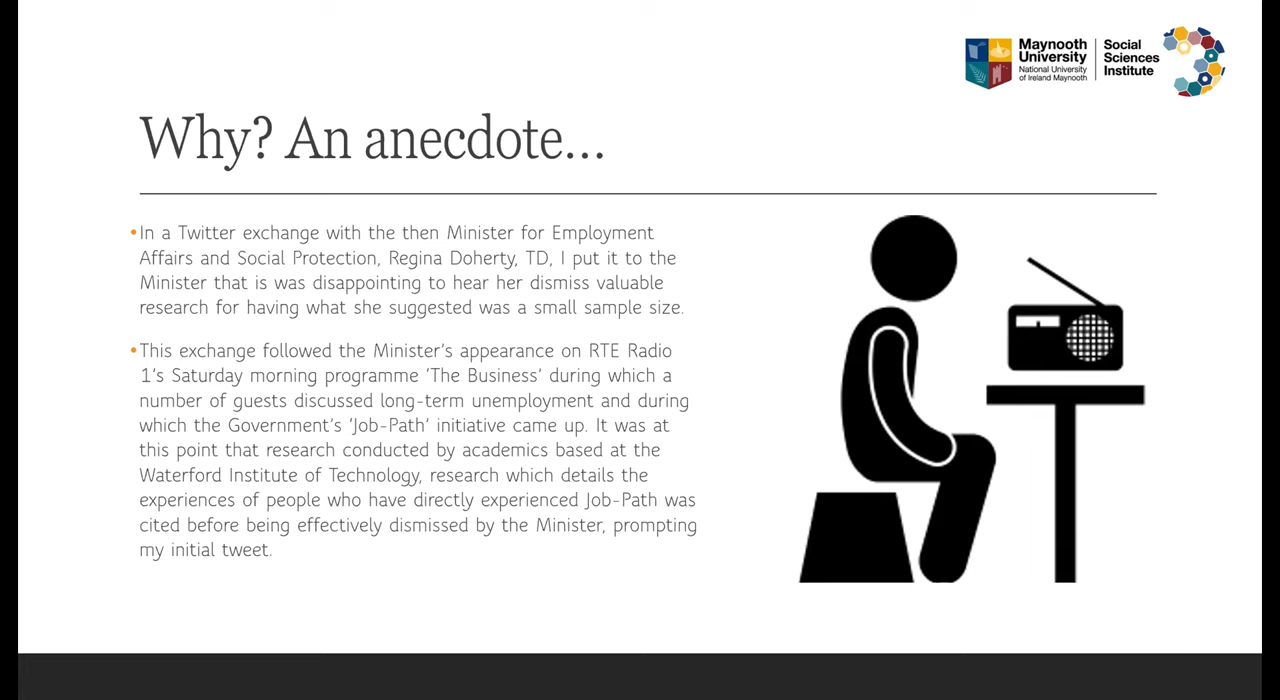 Maynooth
University
National University
of Ireland Maynooth
Social
Sciences
Institute
Why? An anecdote...
•In a Twitter exchange with the then Minister for Employment
Affairs and Social Protection, Regina Doherty, TD, I put it to the
Minister that is was disappointing to hear her dismiss valuable
research for having what she suggested was a small sample size.
•This exchange followed the Minister's appearance on RTE Radio
1's Saturday morning programme 'The Business' during which a
number of guests discussed long-term unemployment and during
which the Government's 'Job-Path' initiative came up. It was at
this point that research conducted by academics based at the
Waterford Institute of Technology, research which details the
experiences of people who have directly experienced Job-Path was
cited before being effectively dismissed by the Minister, prompting
my initial tweet.